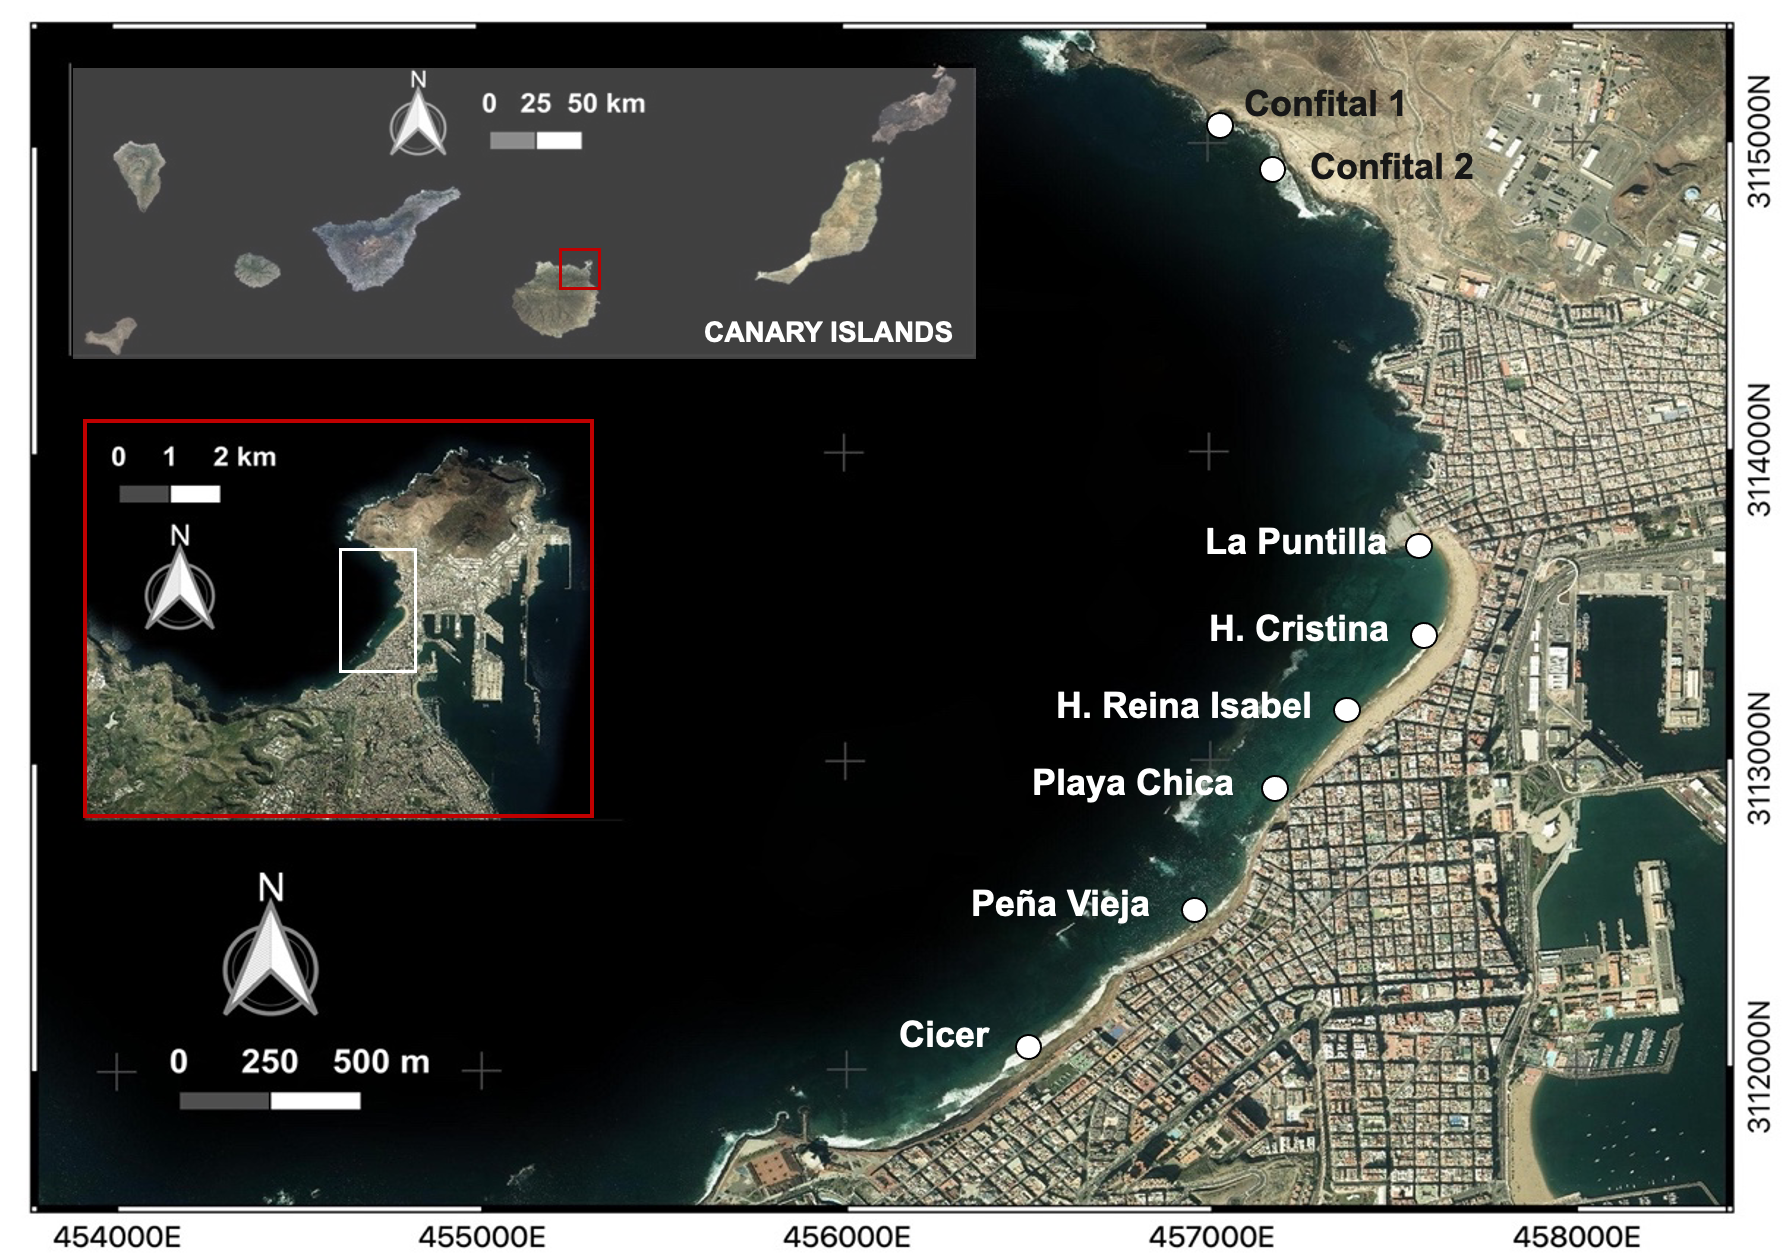 N
0 25 50 km
CANARY ISLANDS
Confital 1
Confital 2
3115000N
0 1 2 km
N
3114000N
La Puntilla
H. Cristina
H. Reina Isabel
3113000N
Playa Chica
N
Peña Vieja
Cicer
0 250 500 m
3112000N
454000E 455000E 456000E 457000E 458000E